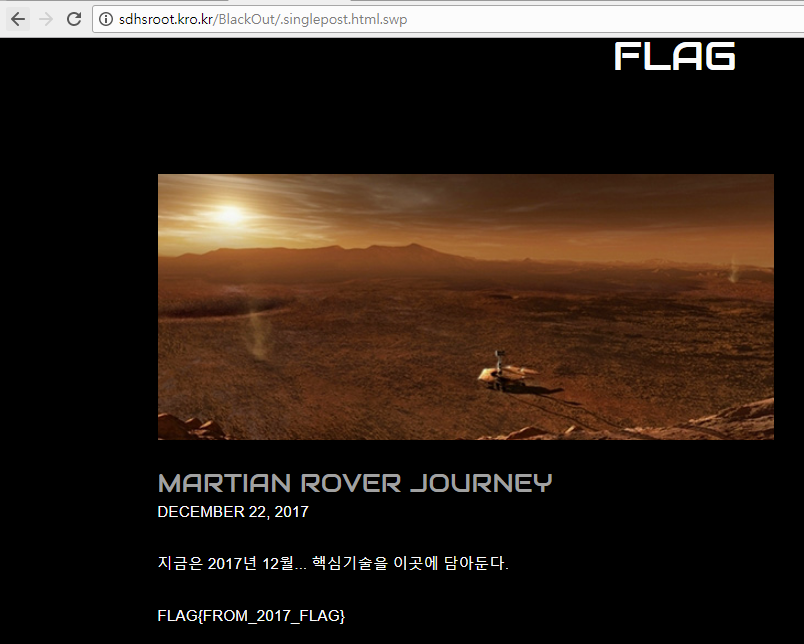 sdhsroot.kro.kr/BlackOut/.singlepost.html.swp
FLAG
MARTIAN ROVER JOURNEY
DECEMBER 22, 2017
지금은 2017년 12월... 핵심기술을 이곳에 담아둔다.
FLAG{FROM_2017_FLAG}